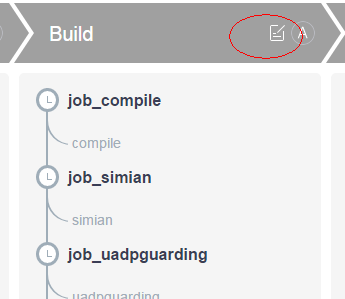 Build
A
job_compile
compile
job_simian
simian
job_uadpguarding
uadpguarding